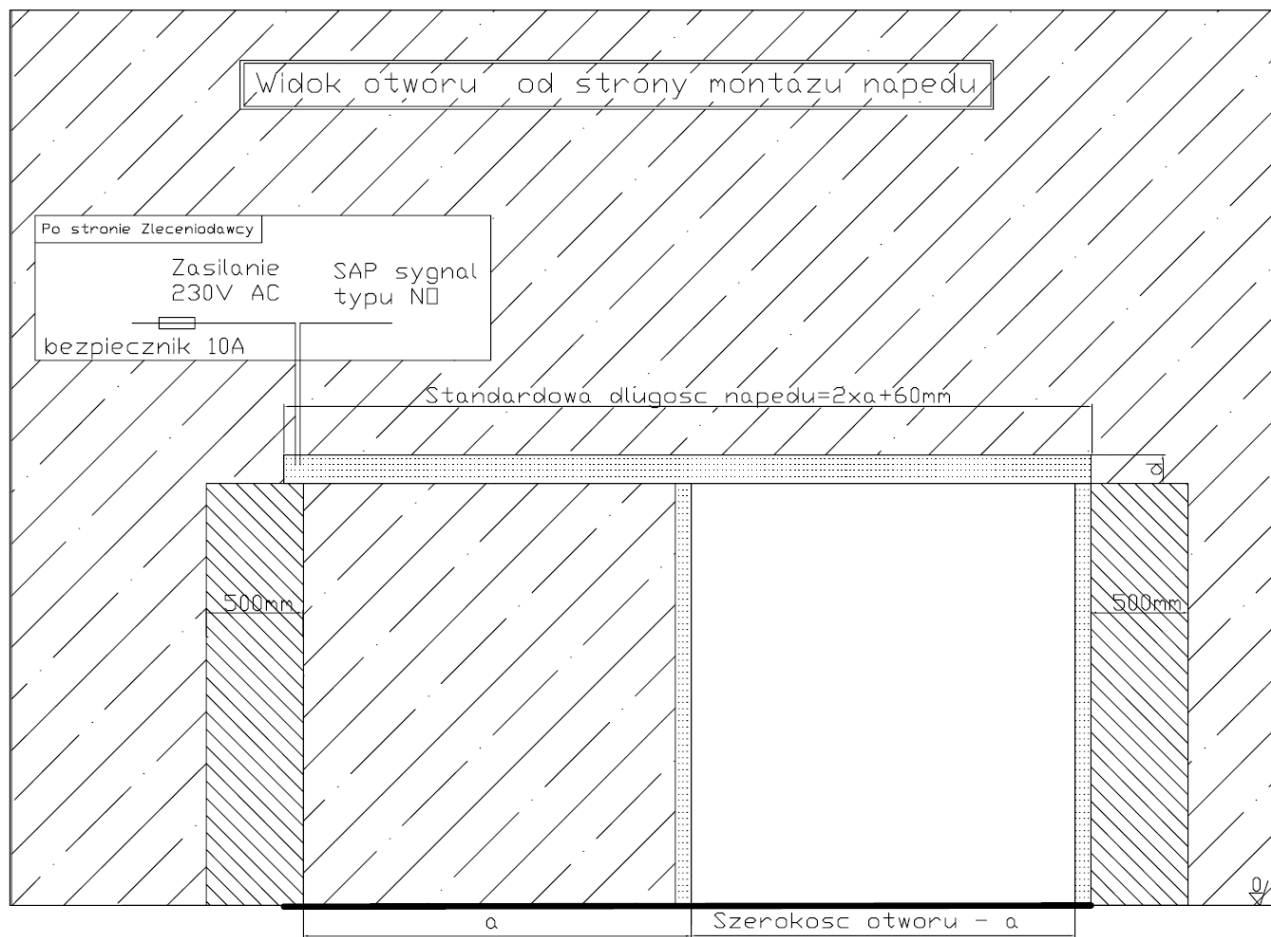 Widok otworu od strony montazu napedu
Po stronie Zleceniodawcy
Zasilanie
230V AC
SAP sygnal
typu NO
bezpiecznik 10A
Standardowa dlugosc napedu=2xa+60mm
d
500mm
500mm
0/
a
Szerokosc otworu - a